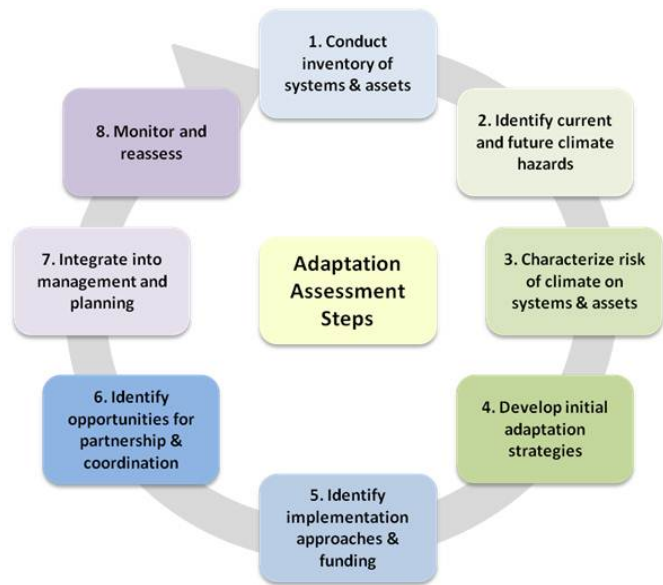 1. Conduct
inventory of
systems & assets
2. Identify current
and future climate
hazards
3. Characterize risk
of climate on
systems & assets
4. Develop initial
adaptation
strategies
5. Identify
implementation
approaches &
funding
6. Identify
opportunities for
partnership &
coordination
7. Integrate into
management and
planning
8. Monitor and
reassess
Adaptation
Assessment
Steps